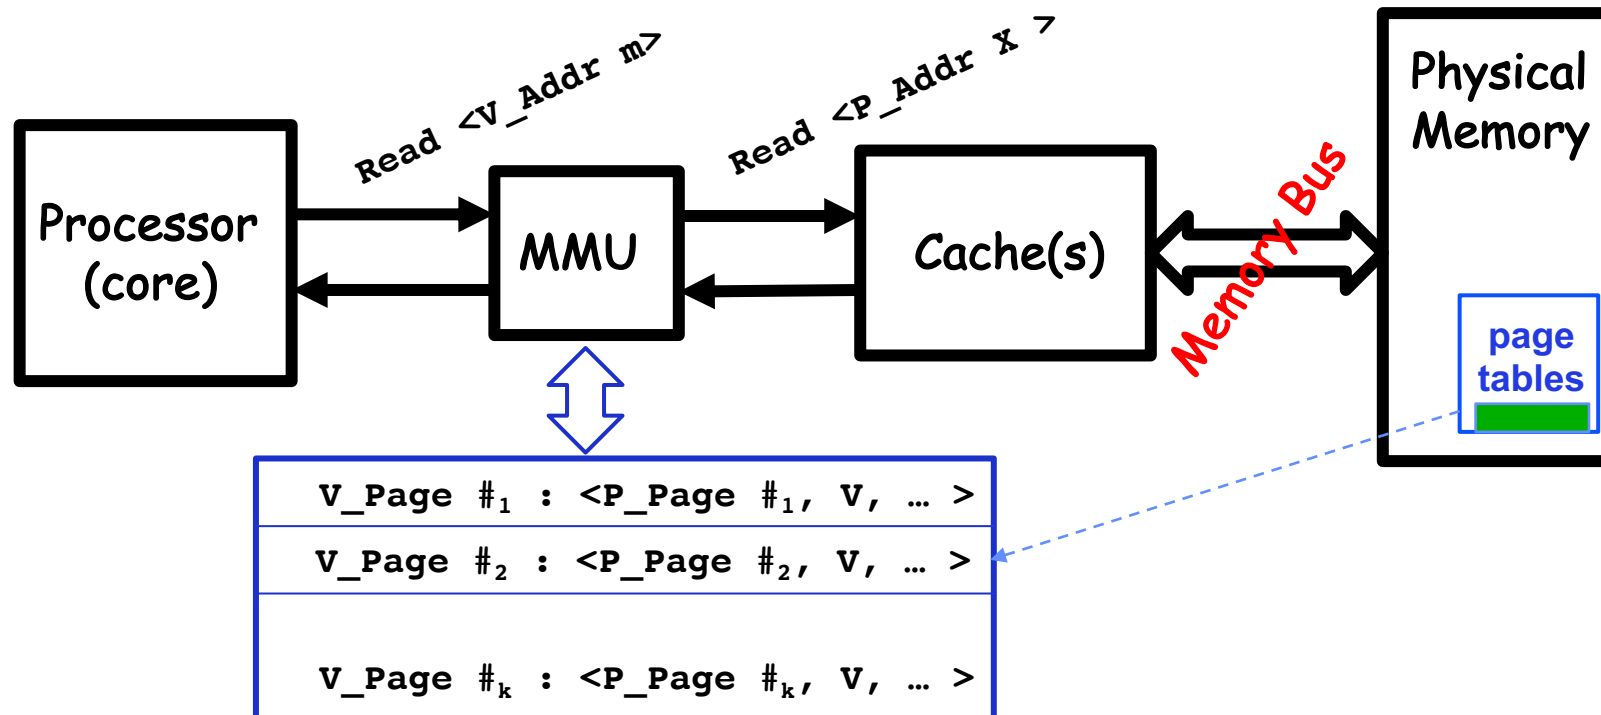 Read <V_Addr m>
Read <P_Addr X >
Physical
Memory
Processor
(core)
MMU
Cache(s)
Memory Bus
page
tables
V_Page #₁ : <P_Page #₁, V, … >
V_Page #₂ : <P_Page #₂, V, … >
V_Page #ₖ : <P_Page #ₖ, V, … >